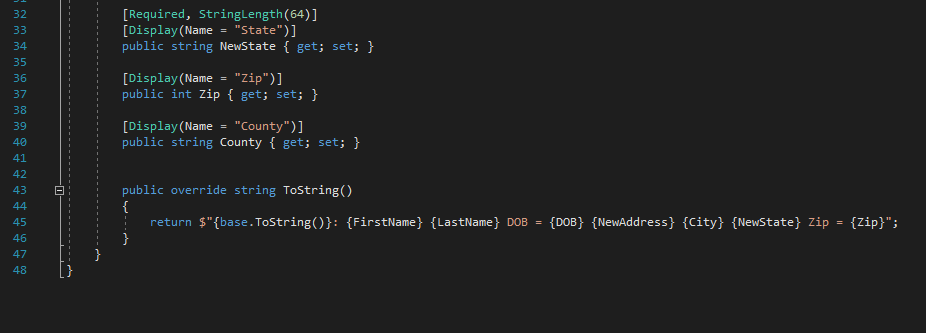 32 [Required, StringLength(64)]
33 [Display(Name = "State")]
34 public string NewState { get; set; }
35
36 [Display(Name = "Zip")]
37 public int Zip { get; set; }
38
39 [Display(Name = "County")]
40 public string County { get; set; }
41
42
43 public override string ToString()
44 {
45 return $"{base.ToString()}: {FirstName} {LastName} DOB = {DOB} {NewAddress} {City} {NewState} Zip = {Zip}";
46 }
47 }
48 }